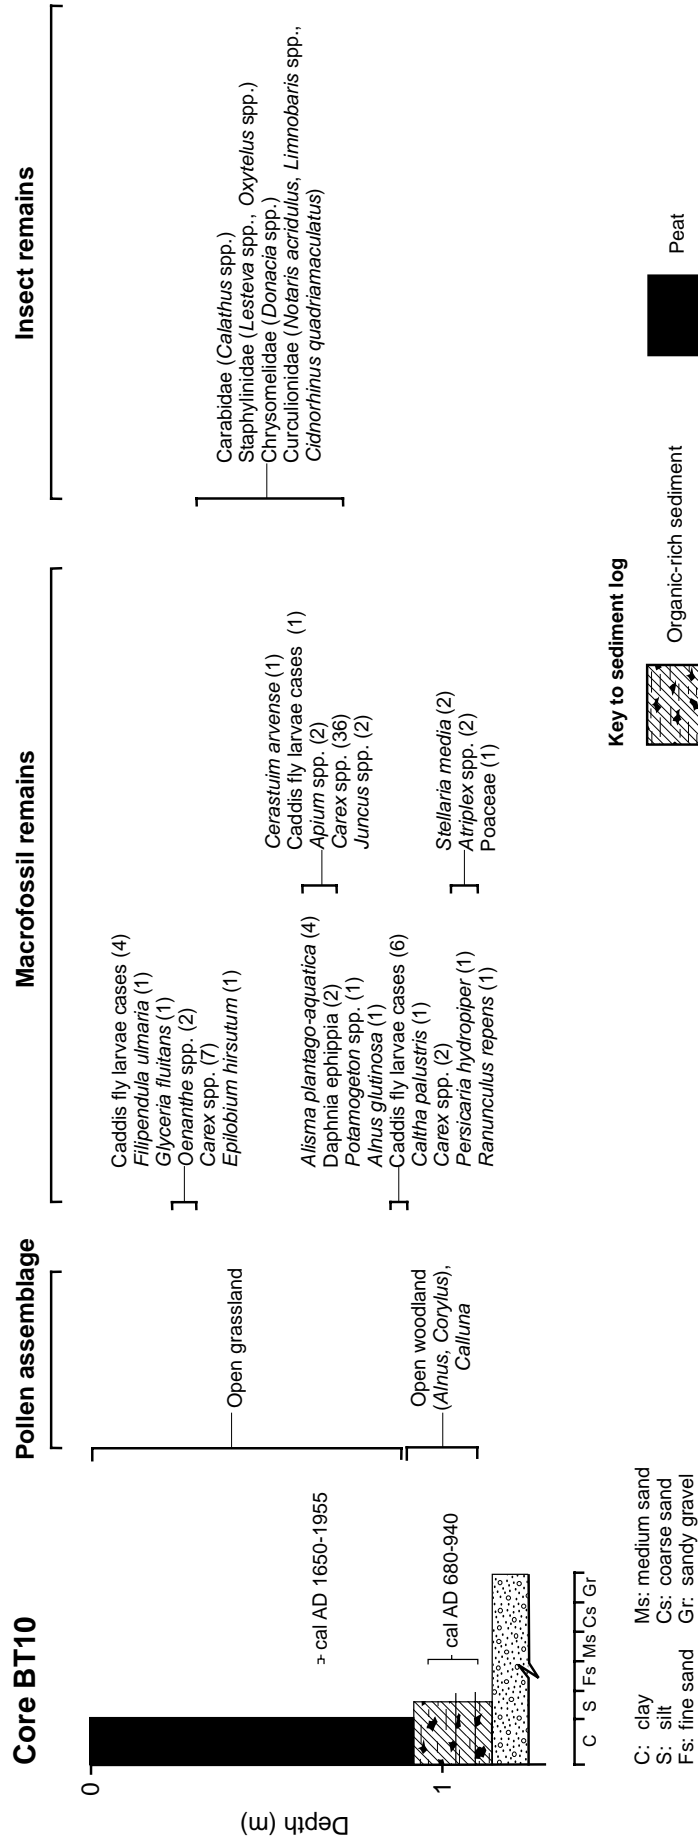 Core BT10
Pollen assemblage
Macrofossil remains
Insect remains
Depth (m)
0
1
cal AD 1650-1955
cal AD 680-940
Open grassland
Open woodland
(Alnus, Corylus),
Calluna
Caddis fly larvae cases (4)
Filipendula ulmaria (1)
Glyceria fluitans (1)
Oenanthe spp. (2)
Carex spp. (7)
Epilobium hirsutum (1)
Cerastuim arvense (1)
Caddis fly larvae cases (1)
Apium spp. (2)
Carex spp. (36)
Juncus spp. (2)
Alisma plantago-aquatica (4)
Daphnia ephippia (2)
Potamogeton spp. (1)
Alnus glutinosa (1)
Caddis fly larvae cases (6)
Caltha palustris (1)
Carex spp. (2)
Persicaria hydropiper (1)
Ranunculus repens (1)
Stellaria media (2)
Atriplex spp. (2)
Poaceae (1)
Carabidae (Calathus spp.)
Staphylinidae (Lesteva spp., Oxytelus spp.)
Chrysomelidae (Donacia spp.)
Curculionidae (Notaris acridulus, Limnobaris spp.,
Cidnorhinus quadriamaculatus)
C S Fs Ms Cs Gr
C: clay Ms: medium sand
S: silt Cs: coarse sand
Fs: fine sand Gr: sandy gravel
Key to sediment log
Organic-rich sediment
Peat